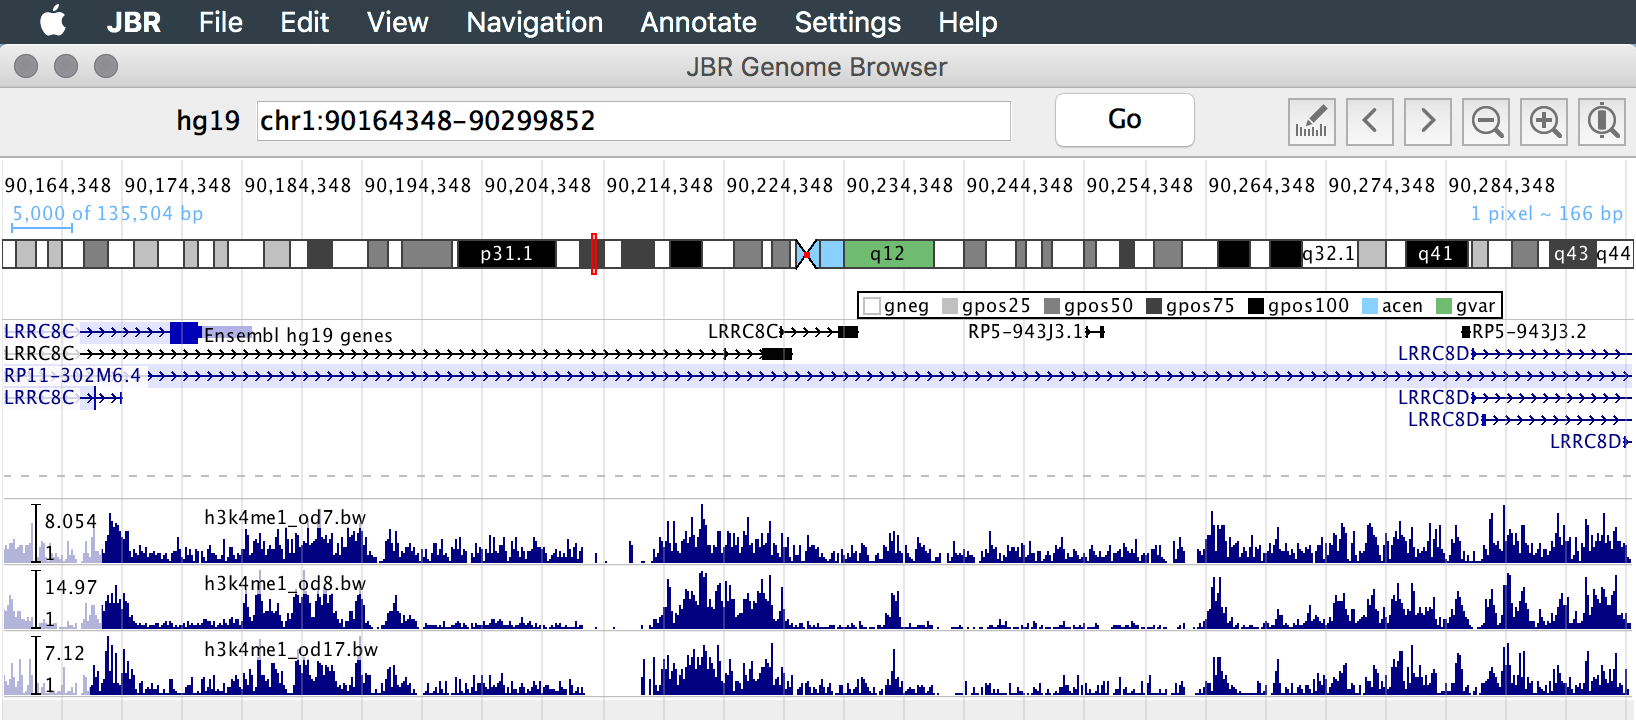 JBR File Edit View Navigation Annotate Settings Help
JBR Genome Browser
hg19 chr1:90164348-90299852 Go
90,164,348 90,174,348 90,184,348 90,194,348 90,204,348 90,214,348 90,224,348 90,234,348 90,244,348 90,254,348 90,264,348 90,274,348 90,284,348
5,000 of 135,504 bp 1 pixel ~ 166 bp
p31.1 q12 q32.1 q41 q43 q44
gneg gpos25 gpos50 gpos75 gpos100 acen gvar
LRRC8C Ensembl hg19 genes LRRC8C RP5-943J3.1 RP5-943J3.2
LRRC8C LRRC8D
RP11-302M6.4
LRRC8C LRRC8D
LRRC8D
LRRC8D
8.054 h3k4me1_od7.bw
1
14.97 h3k4me1_od8.bw
1
7.12 h3k4me1_od17.bw
1